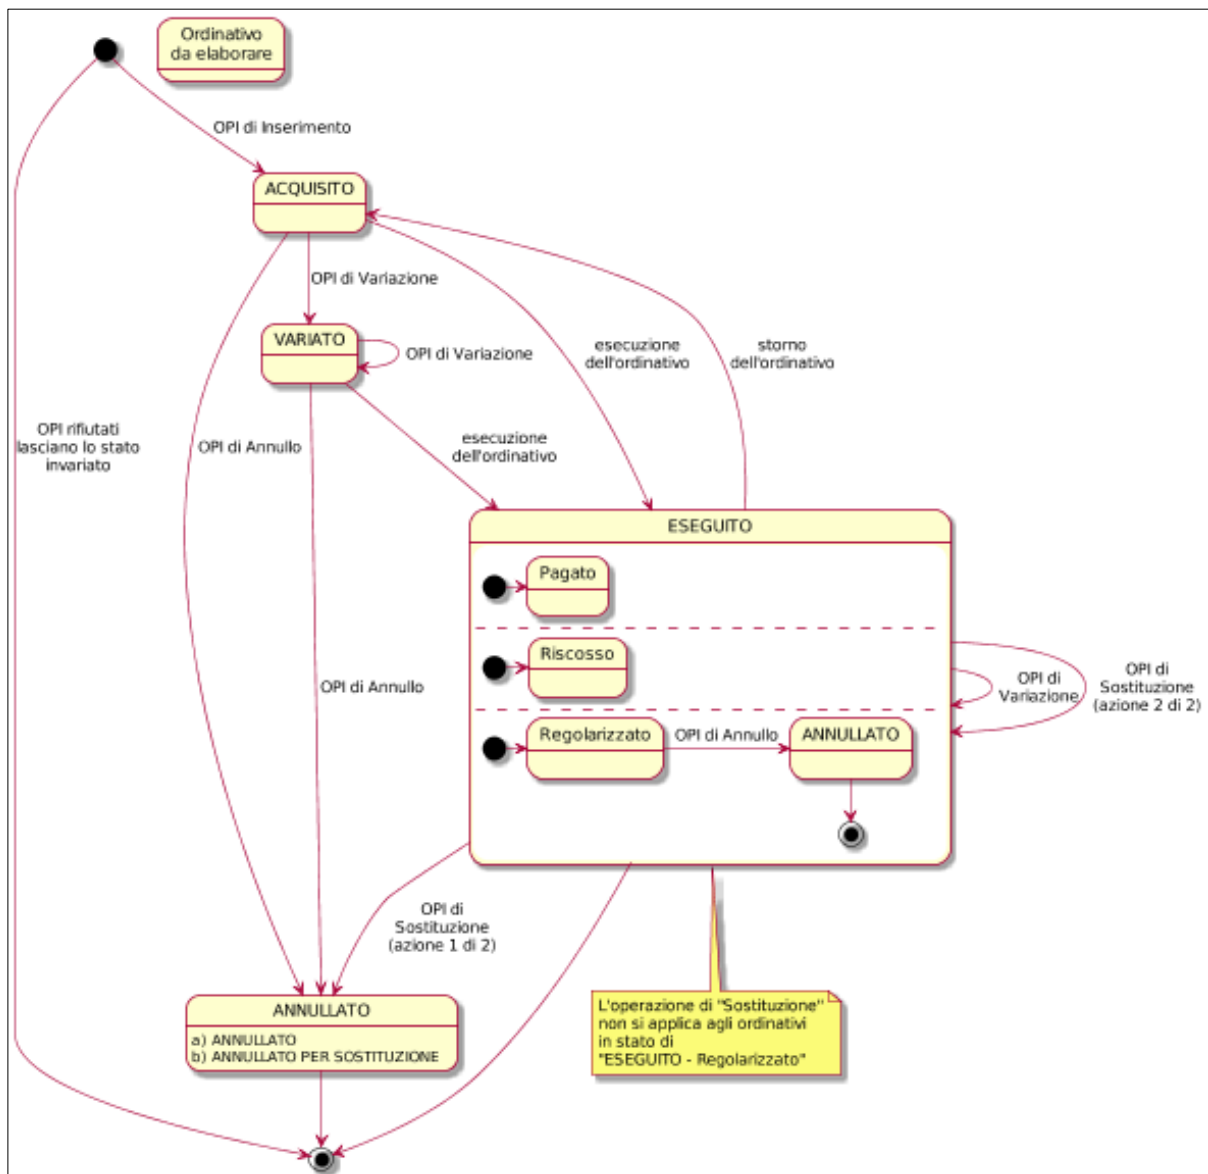 Ordinativo
da elaborare
OPI di Inserimento
ACQUISITO
OPI di Variazione
VARIATO
OPI di Variazione
esecuzione
dell'ordinativo
storno
dell'ordinativo
OPI rifiutati
lasciano lo stato
invariato
OPI di Annullo
esecuzione
dell'ordinativo
ESEGUITO
Pagato
Riscosso
OPI di Annullo
OPI di
Variazione
OPI di
Sostituzione
(azione 2 di 2)
Regolarizzato
OPI di Annullo
ANNULLATO
OPI di
Sostituzione
(azione 1 di 2)
ANNULLATO
a) ANNULLATO
b) ANNULLATO PER SOSTITUZIONE
L'operazione di "Sostituzione"
non si applica agli ordinativi
in stato di
"ESEGUITO - Regolarizzato"